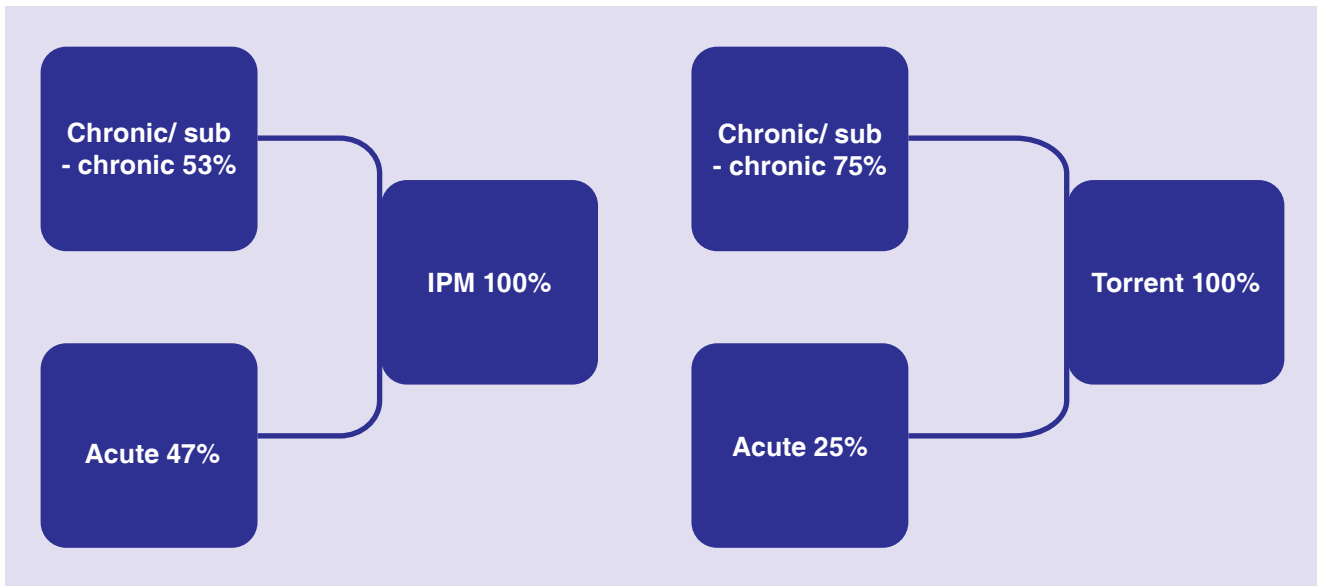 Chronic/ sub
- chronic 53%
IPM 100%
Acute 47%
Chronic/ sub
- chronic 75%
Torrent 100%
Acute 25%